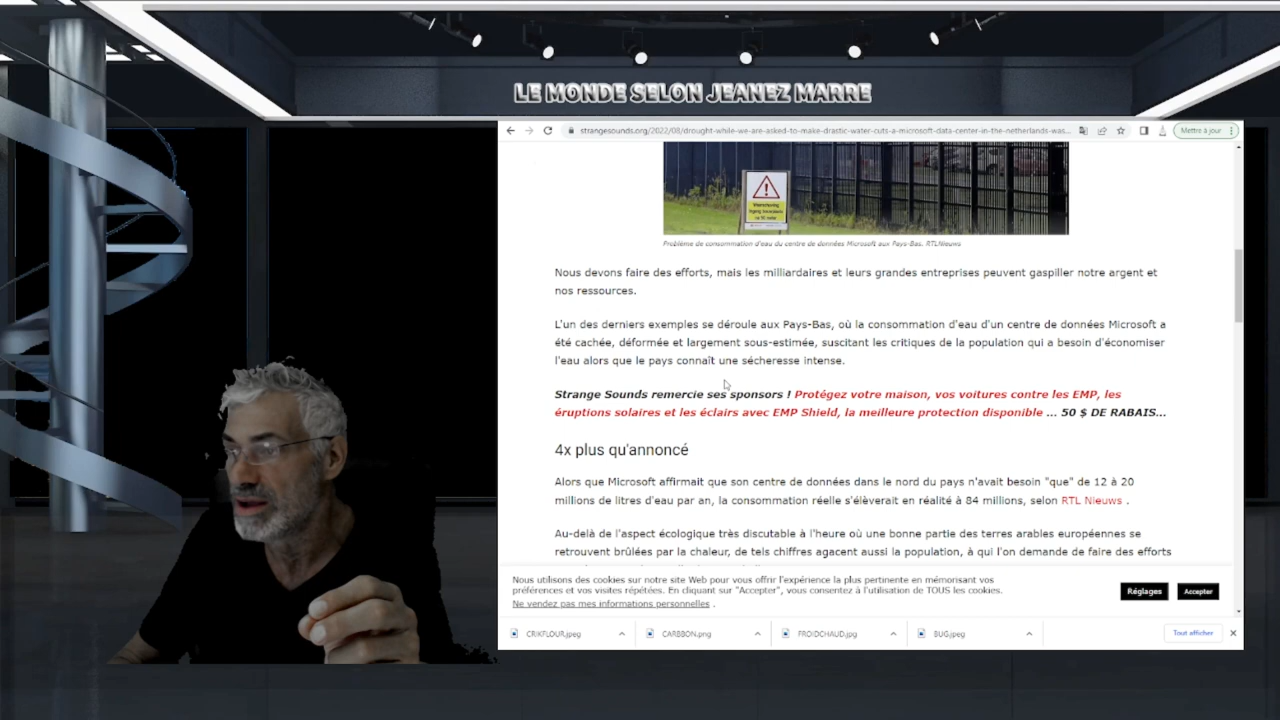 LE MONDE SELON JEANEZ MARRE
strangesounds.org/2022/08/drought-while-we-are-asked-to-make-drastic-water-cuts-a-microsoft-data-center-in-the-netherlands-was...
Mettre à jour
Problème de consommation d'eau du centre de données Microsoft aux Pays-Bas. RTLNieuws
Nous devons faire des efforts, mais les milliardaires et leurs grandes entreprises peuvent gaspiller notre argent et
nos ressources.
L'un des derniers exemples se déroule aux Pays-Bas, où la consommation d'eau d'un centre de données Microsoft a
été cachée, déformée et largement sous-estimée, suscitant les critiques de la population qui a besoin d'économiser
l'eau alors que le pays connaît une sécheresse intense.
Strange Sounds remercie ses sponsors ! Protégez votre maison, vos voitures contre les EMP, les
éruptions solaires et les éclairs avec EMP Shield, la meilleure protection disponible ... 50 $ DE RABAIS...
4x plus qu'annoncé
Alors que Microsoft affirmait que son centre de données dans le nord du pays n'avait besoin "que" de 12 à 20
millions de litres d'eau par an, la consommation réelle s'élèverait en réalité à 84 millions, selon RTL Nieuws .
Au-delà de l'aspect écologique très discutable à l'heure où une bonne partie des terres arables européennes se
retrouvent brûlées par la chaleur, de tels chiffres agacent aussi la population, à qui l'on demande de faire des efforts
Nous utilisons des cookies sur notre site Web pour vous offrir l'expérience la plus pertinente en mémorisant vos
préférences et vos visites répétées. En cliquant sur "Accepter", vous consentez à l'utilisation de TOUS les cookies.
Ne vendez pas mes informations personnelles .
Réglages
Accepter
CRIKFLOUR.jpeg
CARBBON.png
FROIDCHAUD.jpg
BUG.jpeg
Tout afficher